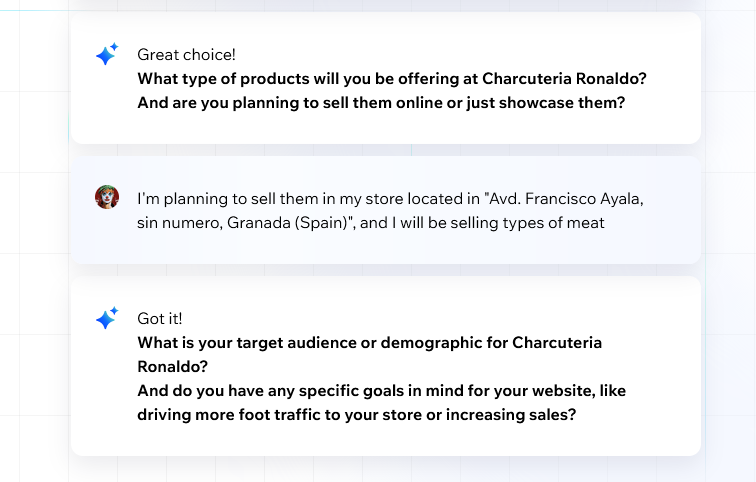 Great choice!
What type of products will you be offering at Charcuteria Ronaldo?
And are you planning to sell them online or just showcase them?
I'm planning to sell them in my store located in "Avd. Francisco Ayala,
sin numero, Granada (Spain)", and I will be selling types of meat
Got it!
What is your target audience or demographic for Charcuteria
Ronaldo?
And do you have any specific goals in mind for your website, like
driving more foot traffic to your store or increasing sales?